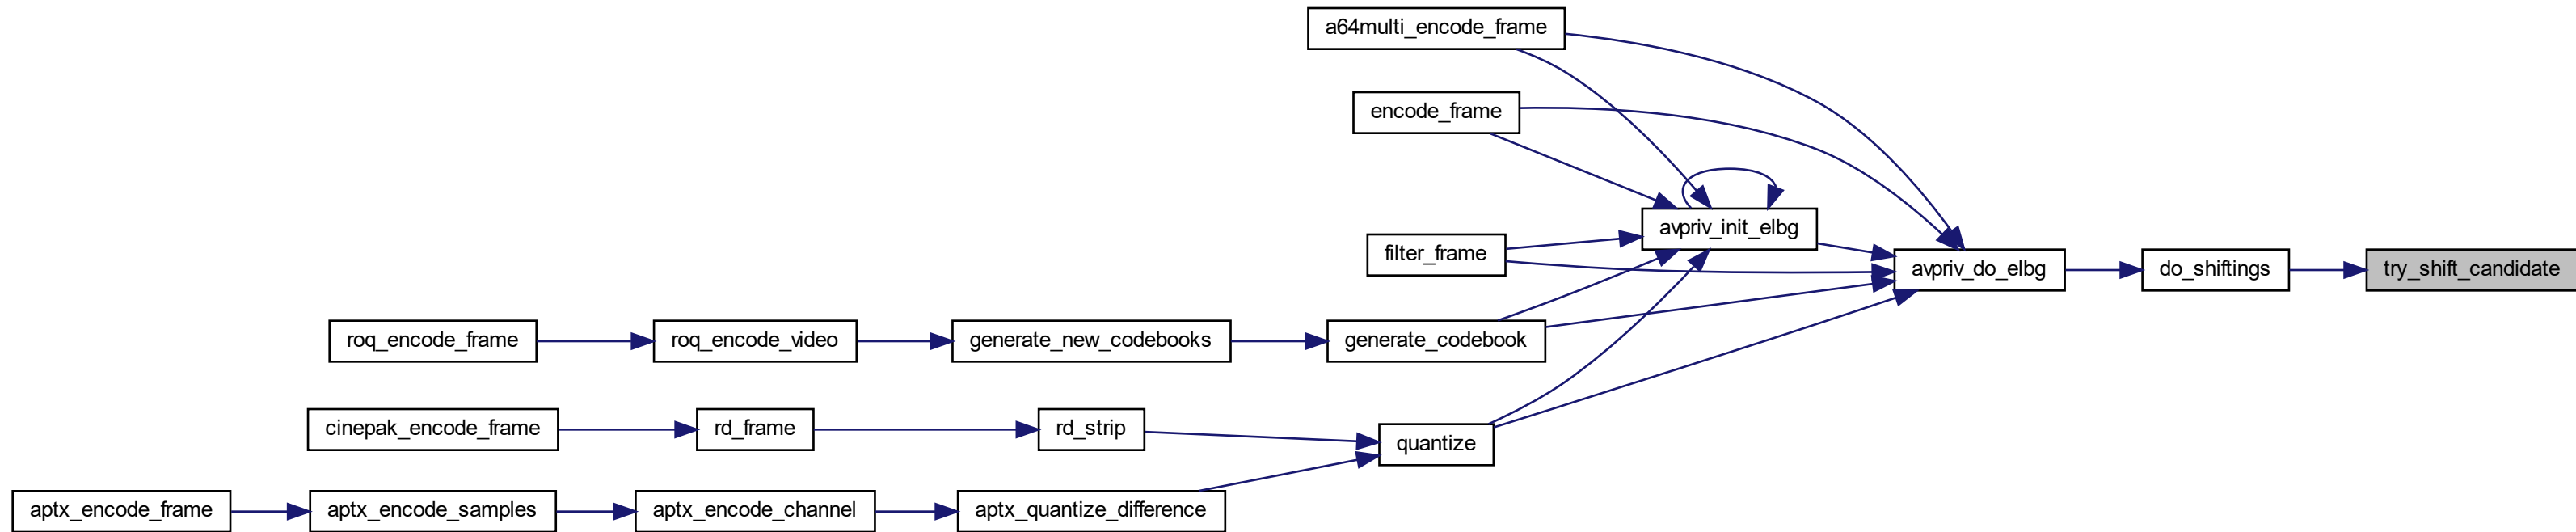 a64multi_encode_frame
encode_frame
avpriv_init_elbg
filter_frame
avpriv_do_elbg
do_shiftings
try_shift_candidate
roq_encode_frame
roq_encode_video
generate_new_codebooks
generate_codebook
cinepak_encode_frame
rd_frame
rd_strip
quantize
aptx_encode_frame
aptx_encode_samples
aptx_encode_channel
aptx_quantize_difference